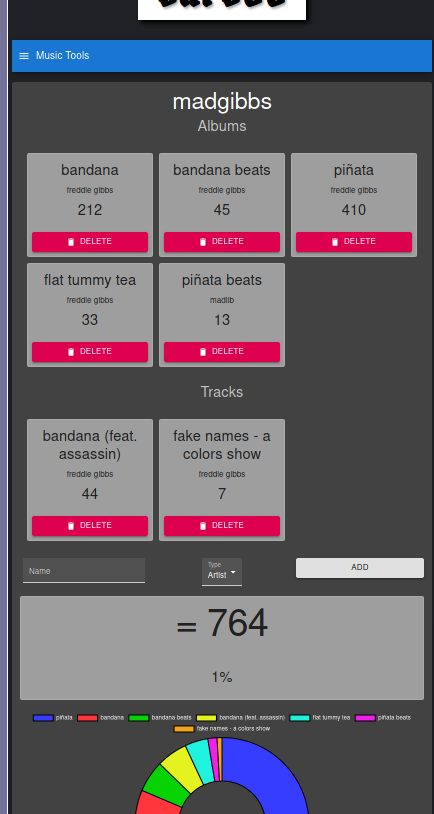 Music Tools
madgibbs
Albums
bandana
freddie gibbs
212
DELETE
bandana beats
freddie gibbs
45
DELETE
piñata
freddie gibbs
410
DELETE
flat tummy tea
freddie gibbs
33
DELETE
piñata beats
madlib
13
DELETE
Tracks
bandana (feat.
assassin)
freddie gibbs
44
DELETE
fake names - a
colors show
freddie gibbs
7
DELETE
Name
Type
Artist
ADD
= 764
1%
piñata bandana bandana beats bandana (feat. assassin) flat tummy tea piñata beats
fake names - a colors show